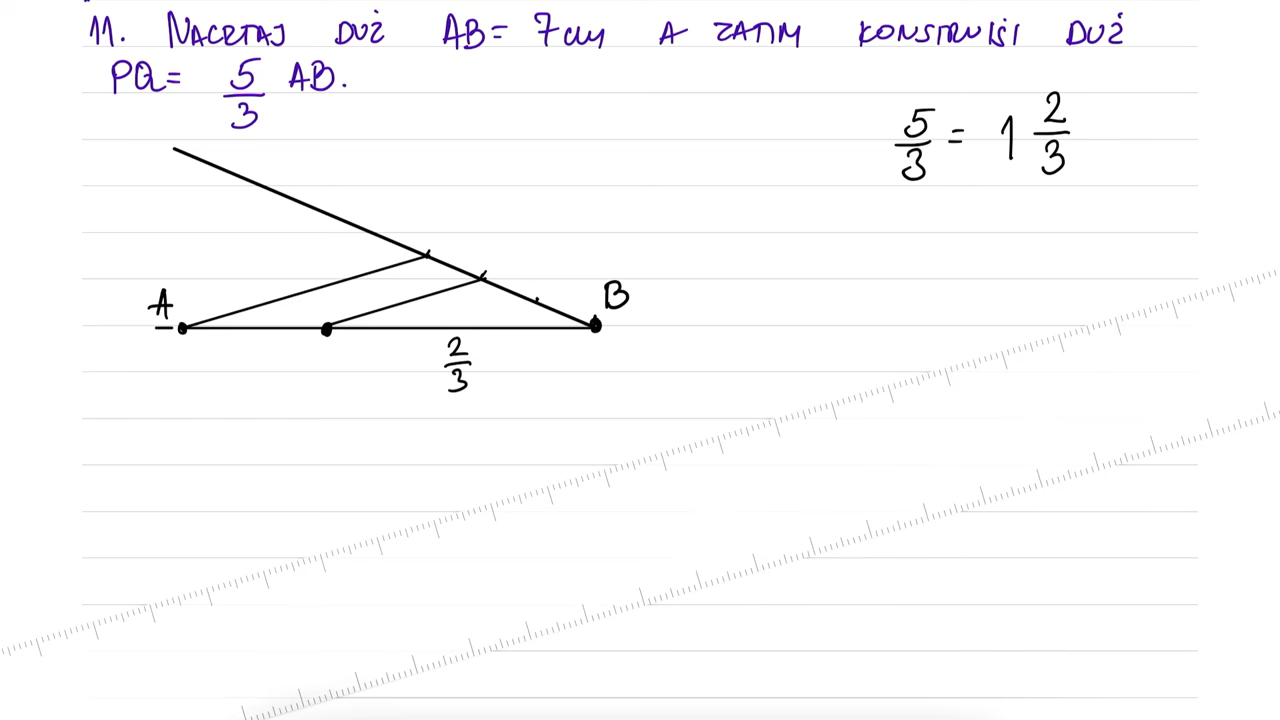 11. NACRTAJ DUŽ AB = 7cm A ZATIM KONSTRUIŠI DUŽ
PQ = 5/3 AB.
5/3 = 1 2/3
A
B
2/3